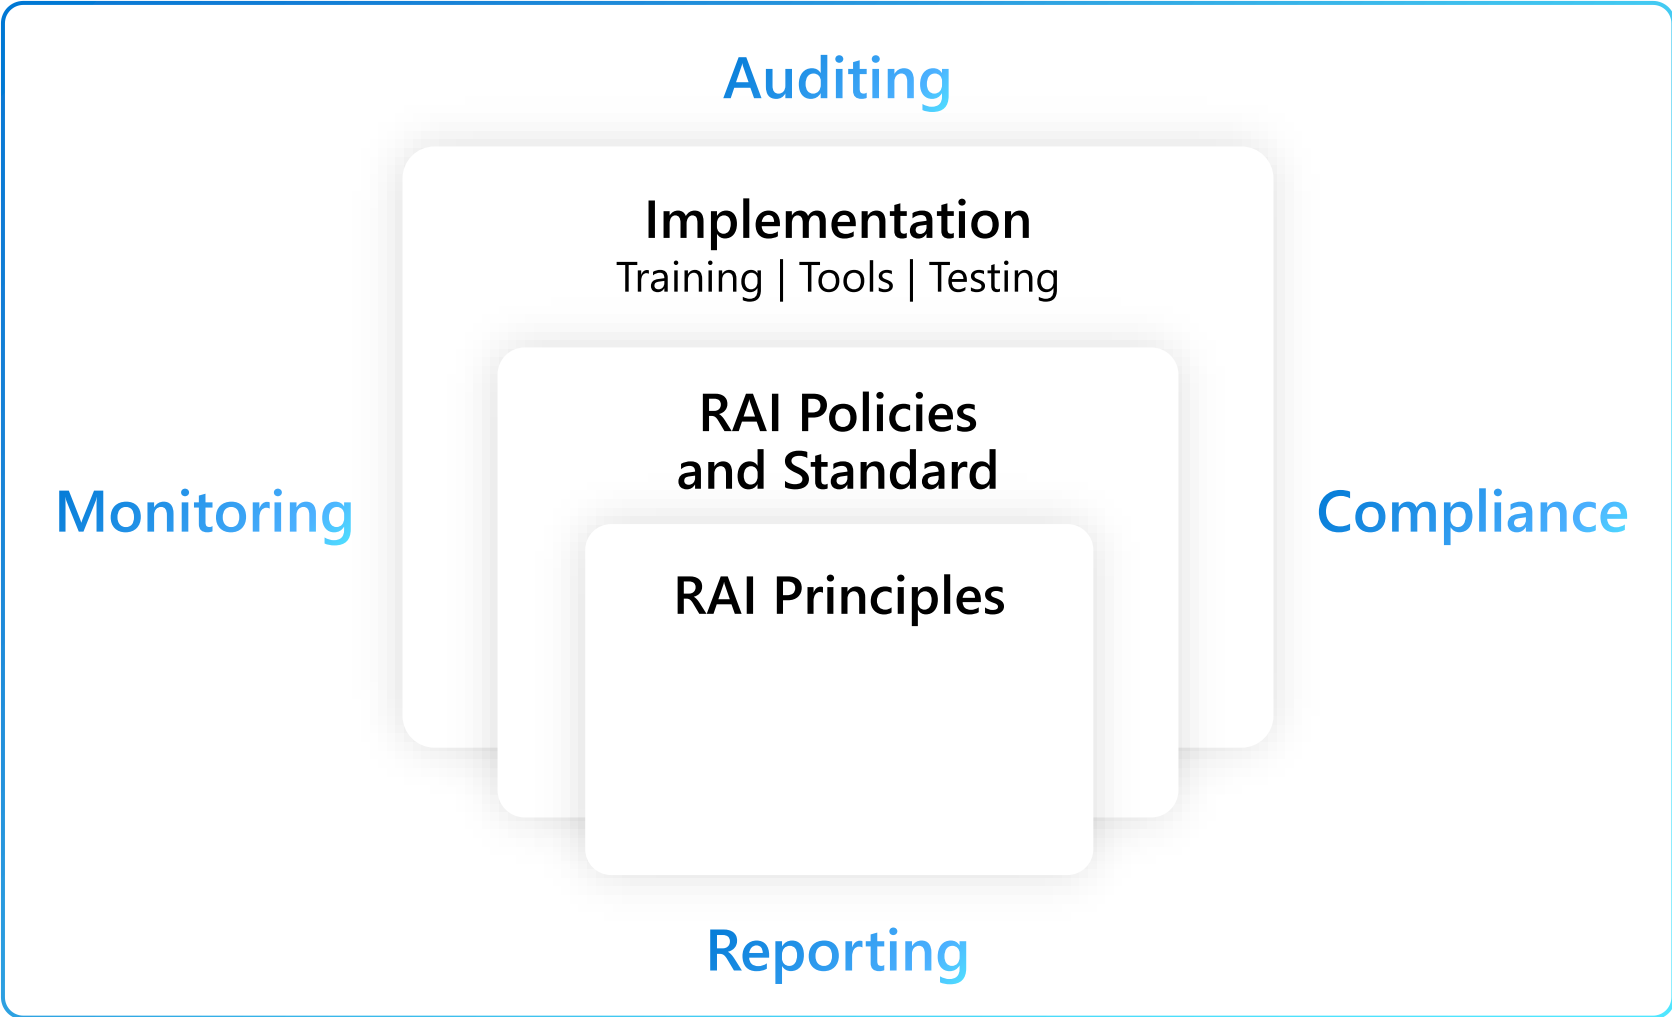 Auditing
Implementation
Training | Tools | Testing
RAI Policies
and Standard
Monitoring
Compliance
RAI Principles
Reporting